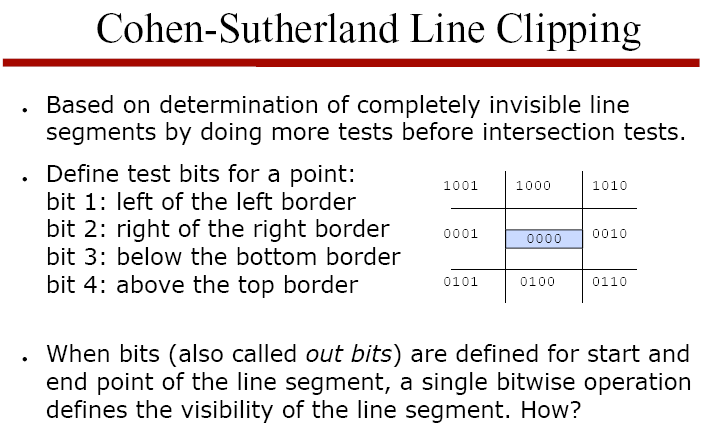 Cohen-Sutherland Line Clipping
• Based on determination of completely invisible line
segments by doing more tests before intersection tests.
• Define test bits for a point:
bit 1: left of the left border
bit 2: right of the right border
bit 3: below the bottom border
bit 4: above the top border
1001 1000 1010
0001 0000 0010
0101 0100 0110
• When bits (also called out bits) are defined for start and
end point of the line segment, a single bitwise operation
defines the visibility of the line segment. How?